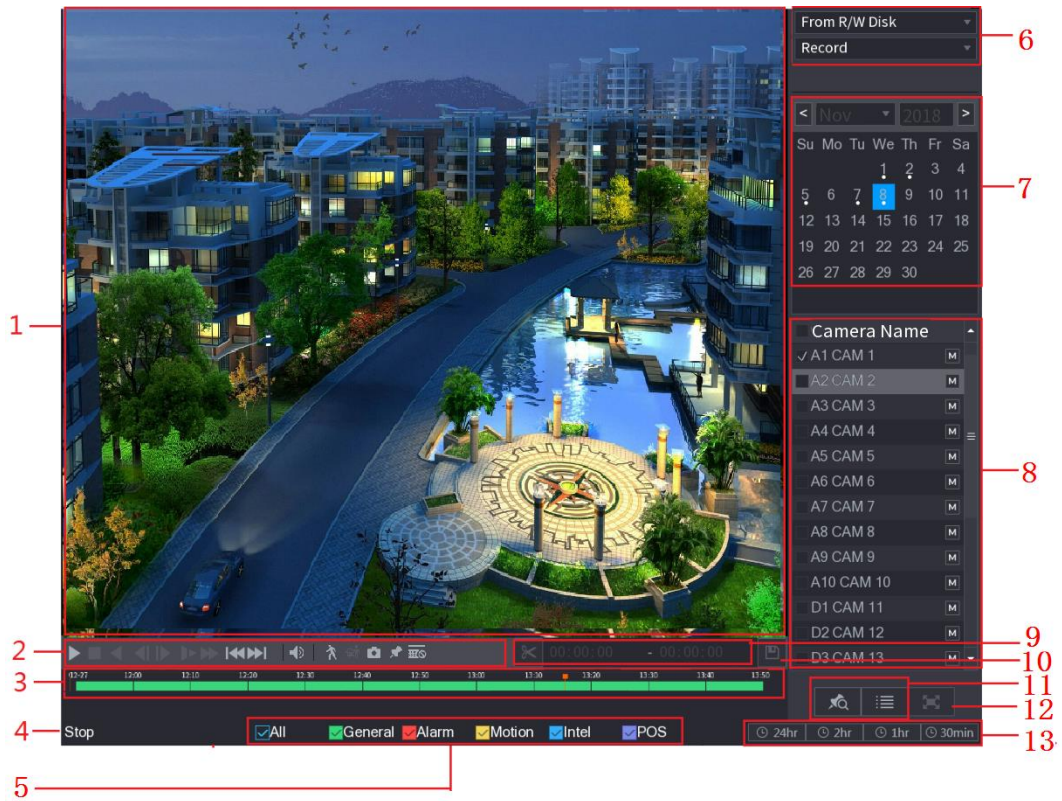 From R/W Disk
6
Record
< Nov 2018 >
Su Mo Tu We Th Fr Sa
1 2 3 4
7
5 6 7 8 9 10 11
12 13 14 15 16 17 18
19 20 21 22 23 24 25
26 27 28 29 30
1
Camera Name
A1 CAM 1 M
A2 CAM 2 M
A3 CAM 3 M
A4 CAM 4 M
A5 CAM 5 M
8
A6 CAM 6 M
A7 CAM 7 M
A8 CAM 8 M
A9 CAM 9 M
A10 CAM 10 M
D1 CAM 11 M
D2 CAM 12 M
D3 CAM 13 M
9
2
00:00:00 - 00:00:00
10
3
12-27 12:00 12:10 12:20 12:30 12:40 12:50 13:00 13:10 13:20 13:30 13:40 13:50
11
12
4
Stop
All General Alarm Motion Intel POS
24hr 2hr 1hr 30min
13
5